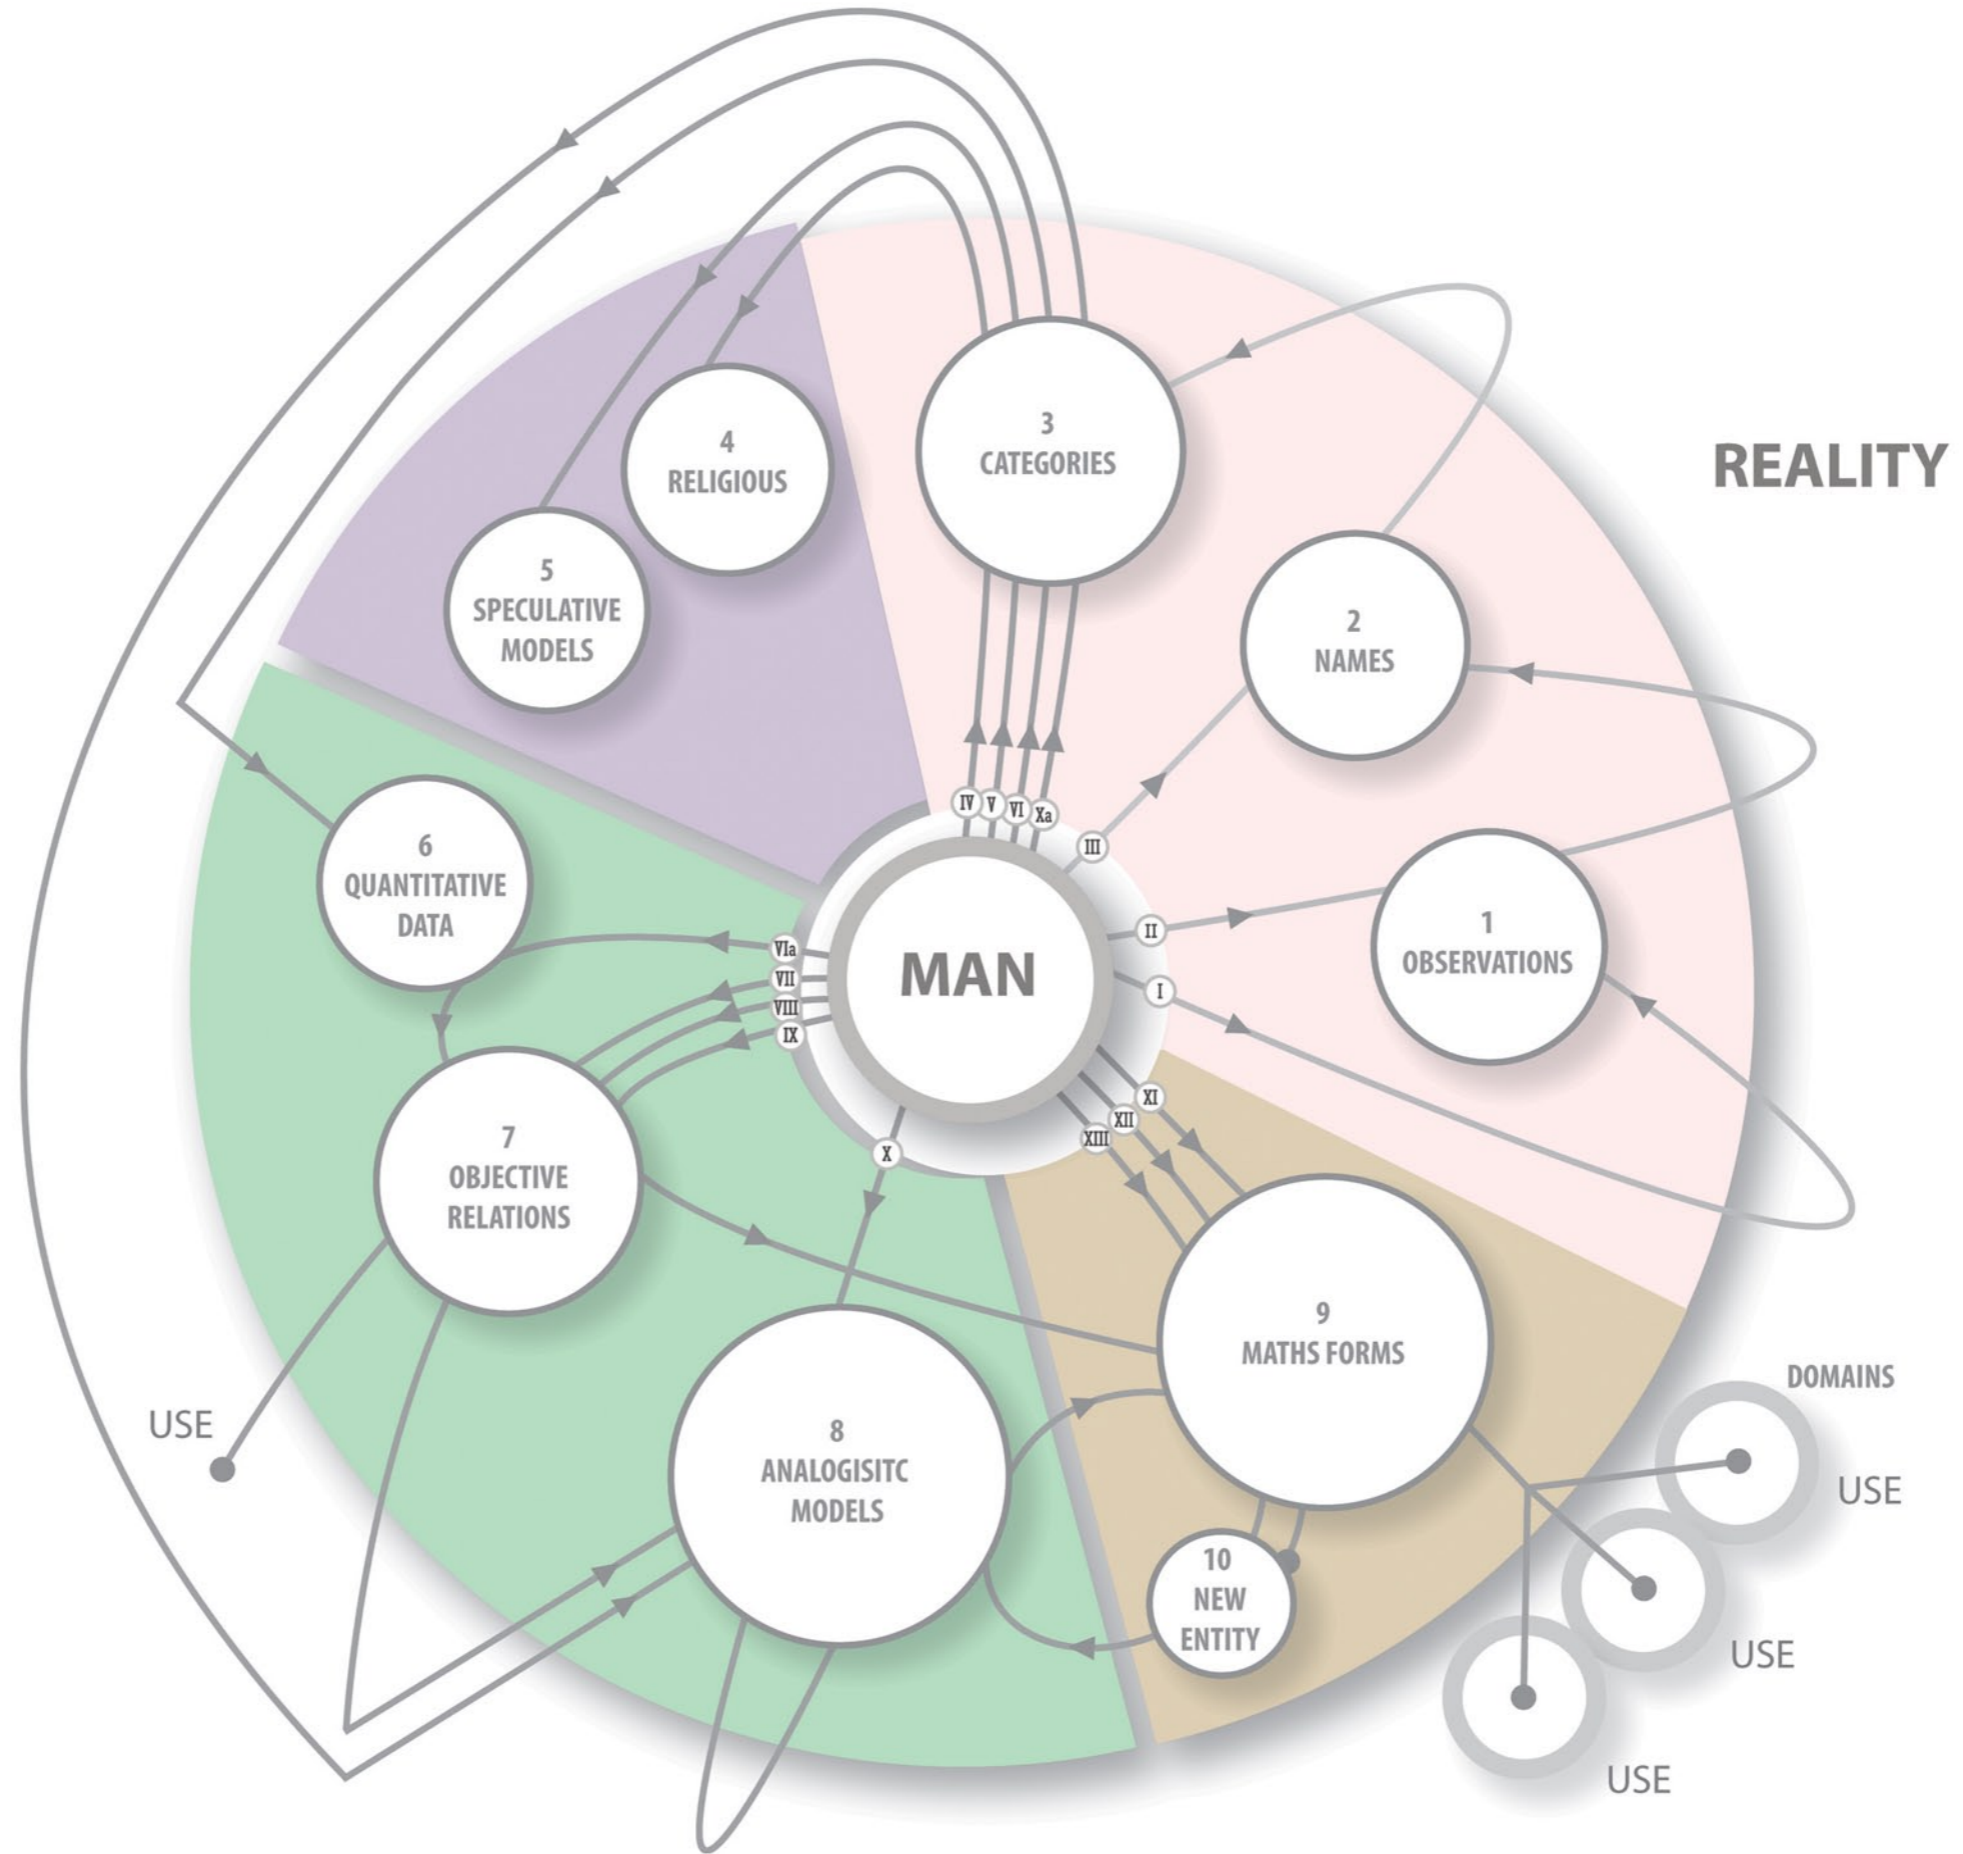 REALITY
3
CATEGORIES
4
RELIGIOUS
2
NAMES
5
SPECULATIVE
MODELS
IV
V
VI
Xa
III
6
QUANTITATIVE
DATA
1
OBSERVATIONS
II
VIa
VII
VIII
IX
MAN
I
XI
XII
XIII
X
7
OBJECTIVE
RELATIONS
9
MATHS FORMS
DOMAINS
USE
8
ANALOGISITC
MODELS
USE
10
NEW
ENTITY
USE
USE